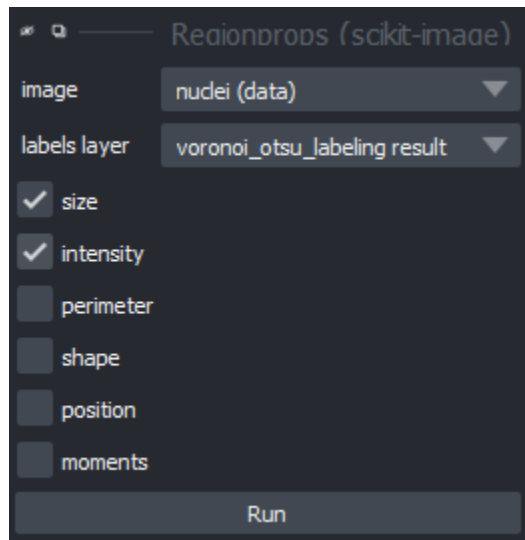 Regionprops (scikit-image)
image nuclei (data)
labels layer voronoi_otsu_labeling result
size
intensity
perimeter
shape
position
moments
Run